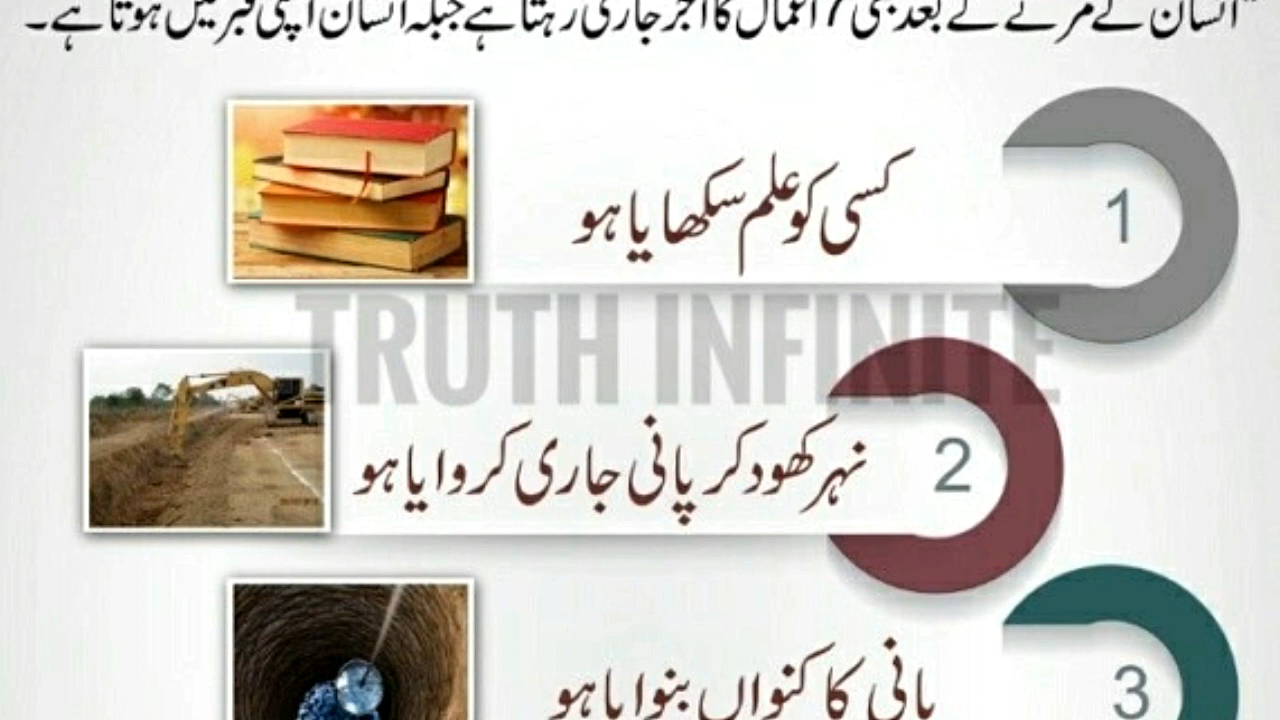 "انسان کے مرنے کے بعد بھی 7 اعمال کا اجر جاری رہتا ہے جبکہ انسان اپنی قبر میں ہوتا ہے۔
1
کسی کو علم سکھایا ہو
TRUTH INFINITE
2
نہر کھود کر پانی جاری کروایا ہو
3
پانی کا کنواں بنوایا ہو